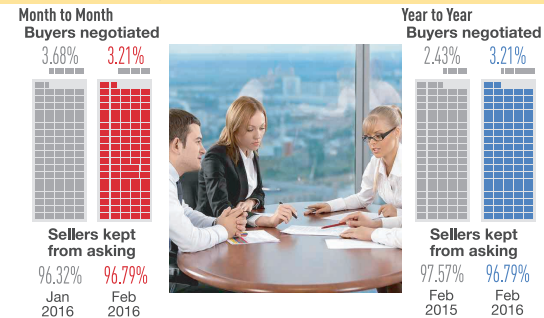 Month to Month
Buyers negotiated
3.68% 3.21%
Sellers kept
from asking
96.32% 96.79%
Jan Feb
2016 2016
Year to Year
Buyers negotiated
2.43% 3.21%
Sellers kept
from asking
97.57% 96.79%
Feb Feb
2015 2016